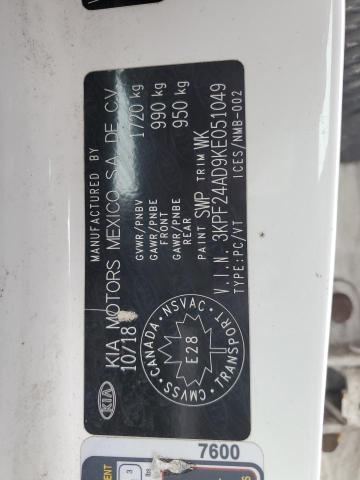 MANUFACTURED BY
KIA MOTORS MEXICO S.A. DE C.V.
10/18
GVWR/PNBV 1720 kg
GAWR/PNBE 990 kg
FRONT
GAWR/PNBE 950 kg
REAR
PAINT SWP TRIM WK
V.I.N 3KPF24AD9KE051049
TYPE:PC/VT ICES/NMB-002
KIA
CANADA · NSVAC · TRANSPORT · CMVSS
E28
7600
3
lbs